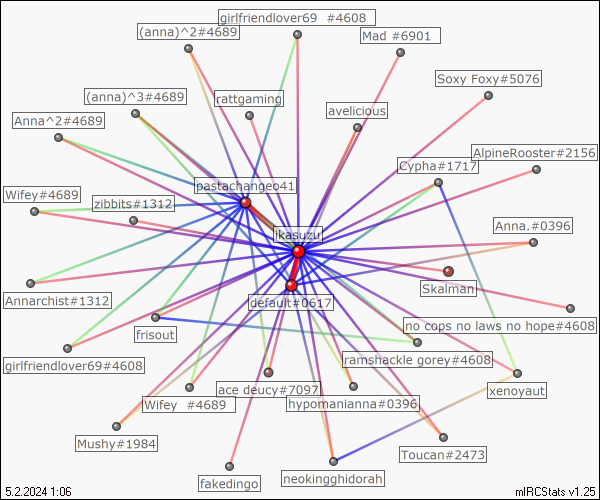 girlfriendlover69  #4608
(anna)^2#4689
Mad #6901
Soxy Foxy#5076
(anna)^3#4689
rattgaming
avelicious
Anna^2#4689
AlpineRooster#2156
Cypha#1717
pastachangeo41
Wifey#4689
zibbits#1312
Anna.#0396
ikasuzu
Skalman
Annarchist#1312
default#0617
no cops no laws no hope#4608
frisout
ramshackle gorey#4608
girlfriendlover69#4608
ace deucy#7097
xenoyaut
Wifey  #4689
hypomanianna#0396
Mushy#1984
Toucan#2473
fakedingo
neokingghidorah
5.2.2024 1:06
mIRCStats v1.25